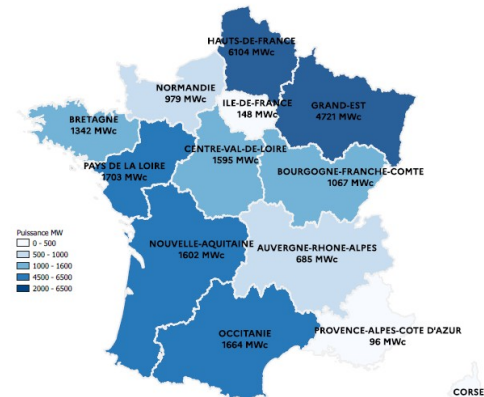 HAUTS-DE-FRANCE
6104 MWc
NORMANDIE
979 MWc
ILE-DE-FRANCE
148 MWc
GRAND-EST
4721 MWc
BRETAGNE
1342 MWc
CENTRE-VAL-DE-LOIRE
1595 MWc
PAYS DE LA LOIRE
1703 MWc
BOURGOGNE-FRANCHE-COMTE
1067 MWc
Puissance MW
0 - 500
500 - 1000
1000 - 1600
4500 - 6500
2000 - 6500
NOUVELLE-AQUITAINE
1602 MWc
AUVERGNE-RHONE-ALPES
685 MWc
OCCITANIE
1664 MWc
PROVENCE-ALPES-COTE D'AZUR
96 MWc
CORSE